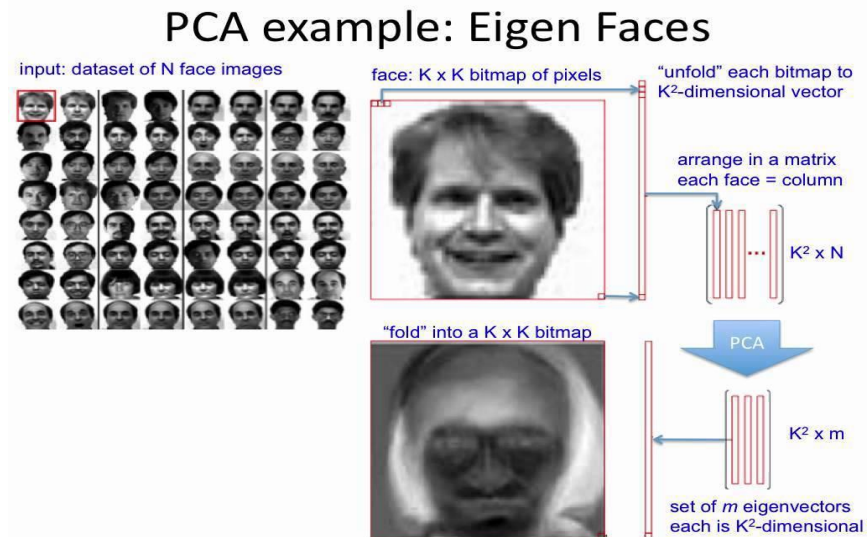 PCA example: Eigen Faces
input: dataset of N face images
face: K x K bitmap of pixels
“unfold” each bitmap to
K²-dimensional vector
arrange in a matrix
each face = column
...
K² x N
PCA
“fold” into a K x K bitmap
K² x m
set of m eigenvectors
each is K²-dimensional